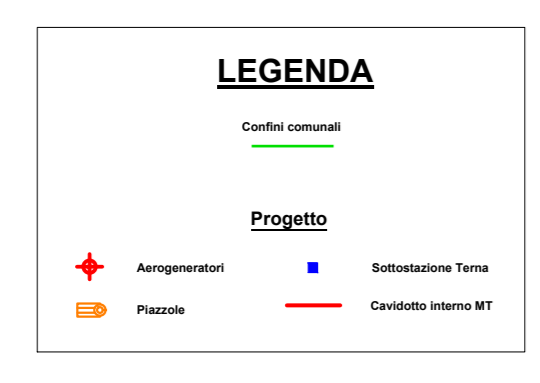 LEGENDA
Confini comunali
Progetto
Aerogeneratori
Sottostazione Terna
Piazzole
Cavidotto interno MT